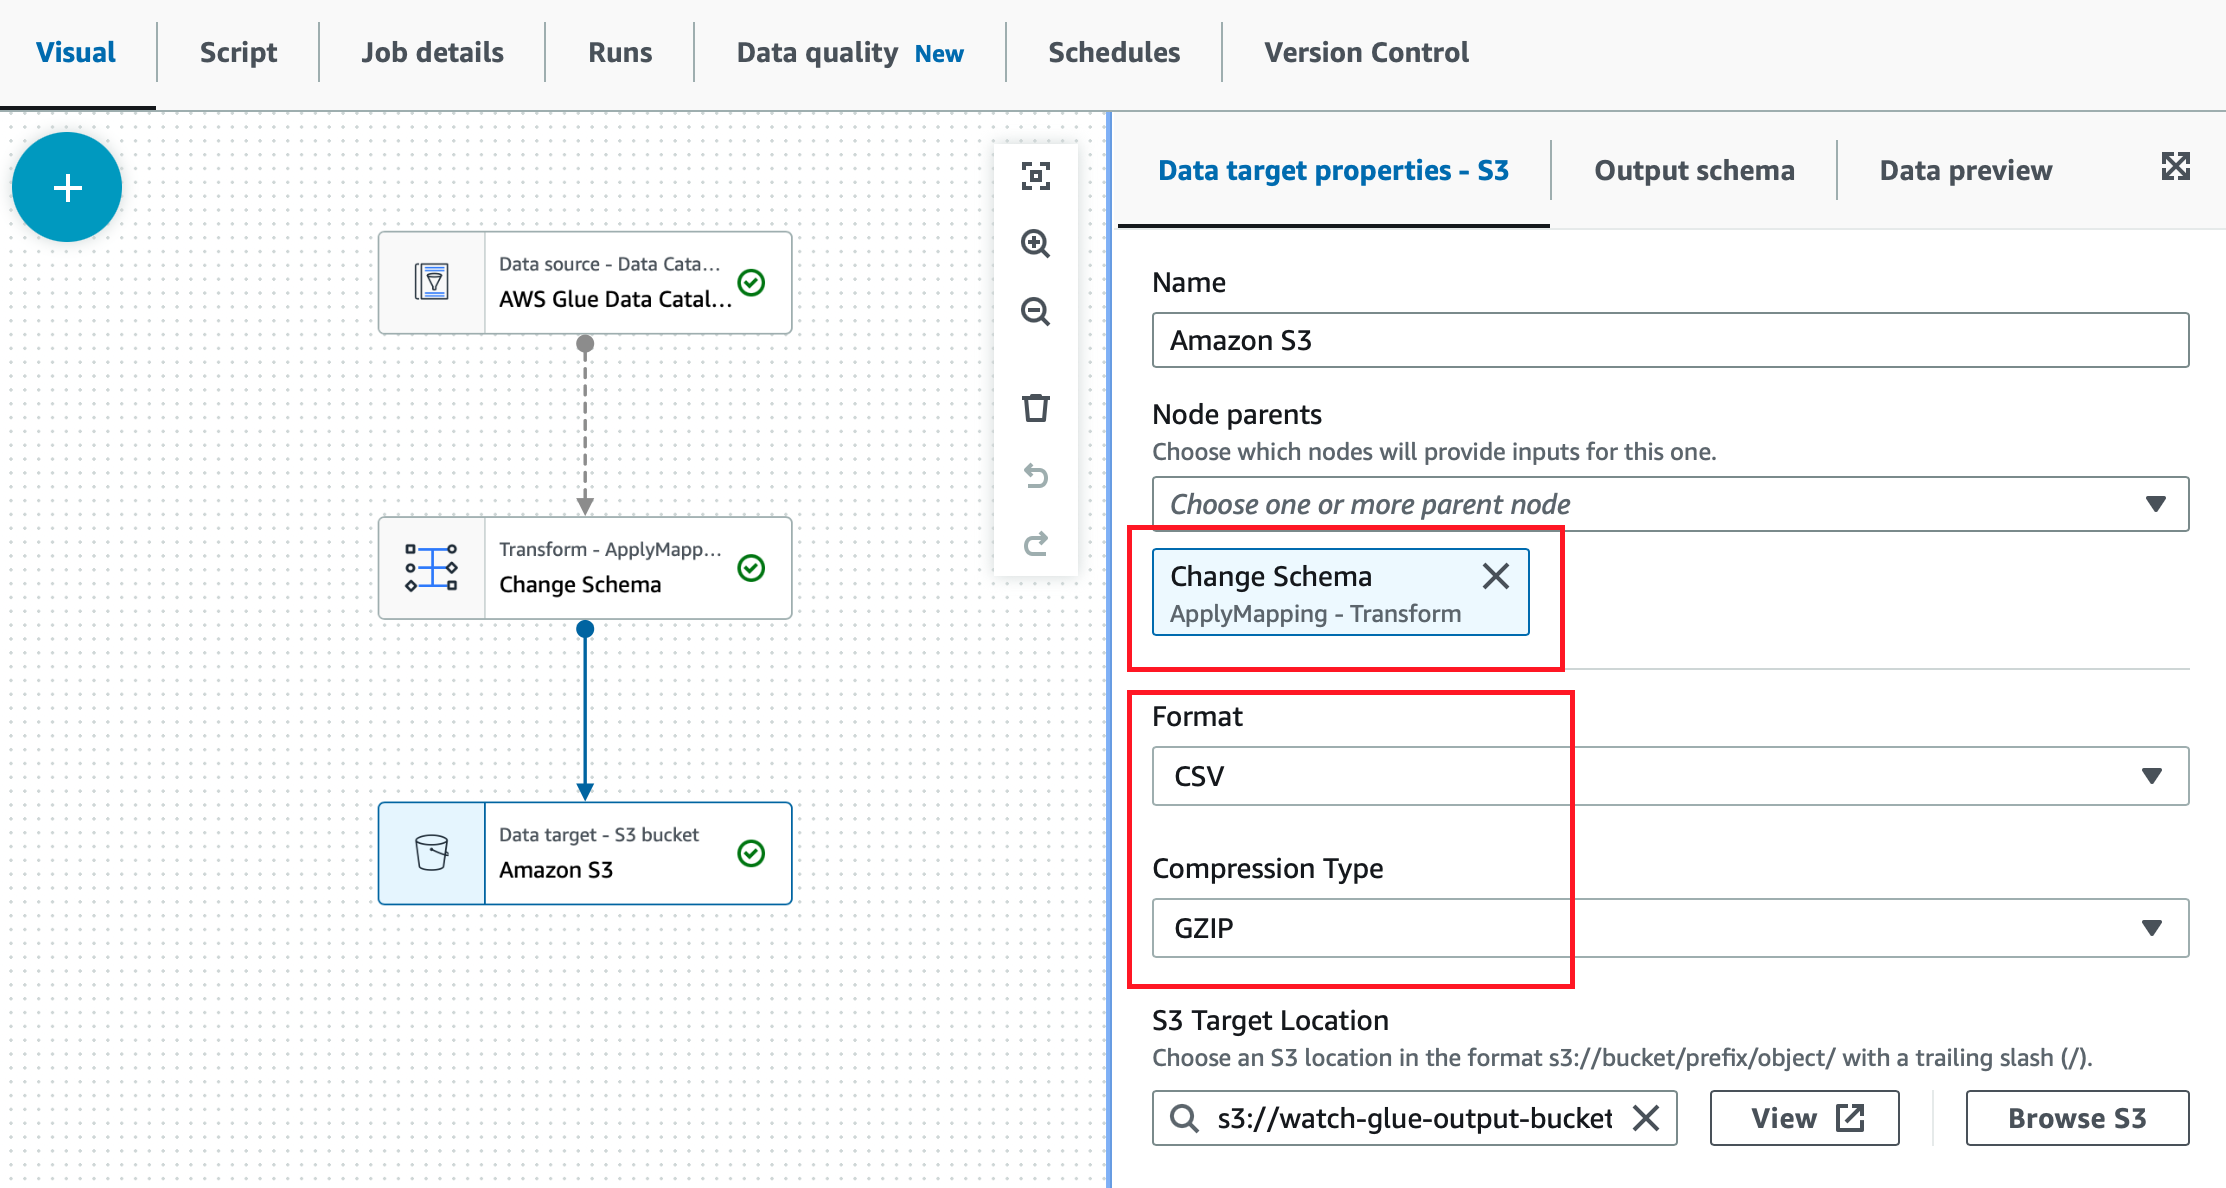 Visual
Script
Job details
Runs
Data quality New
Schedules
Version Control
Data source - Data Cata...
AWS Glue Data Catal...
Transform - ApplyMapp...
Change Schema
Data target - S3 bucket
Amazon S3
Data target properties - S3
Output schema
Data preview
Name
Amazon S3
Node parents
Choose which nodes will provide inputs for this one.
Choose one or more parent node
Change Schema
ApplyMapping - Transform
Format
CSV
Compression Type
GZIP
S3 Target Location
Choose an S3 location in the format s3://bucket/prefix/object/ with a trailing slash (/).
s3://watch-glue-output-bucket
View
Browse S3